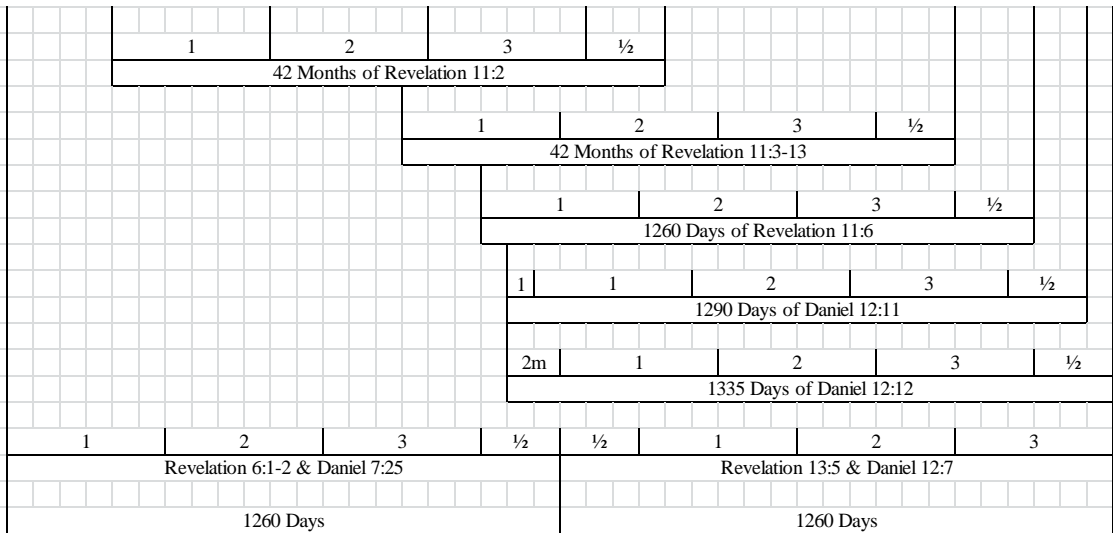 1 2 3 ½
42 Months of Revelation 11:2
1 2 3 ½
42 Months of Revelation 11:3-13
1 2 3 ½
1260 Days of Revelation 11:6
1 1 2 3 ½
1290 Days of Daniel 12:11
2m 1 2 3 ½
1335 Days of Daniel 12:12
1 2 3 ½ ½ 1 2 3
Revelation 6:1-2 & Daniel 7:25 Revelation 13:5 & Daniel 12:7
1260 Days 1260 Days